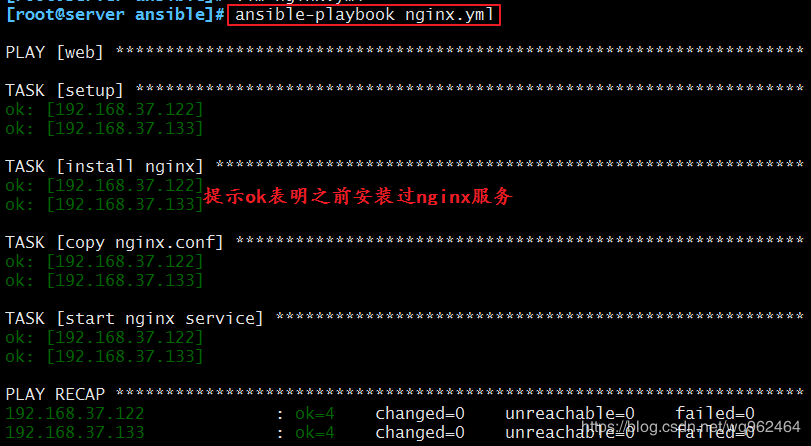 [root@server ansible]# ansible-playbook nginx.yml
PLAY [web] *********************************************************************
TASK [setup] *******************************************************************
ok: [192.168.37.122]
ok: [192.168.37.133]
TASK [install nginx] ***********************************************************
ok: [192.168.37.122]
ok: [192.168.37.133]
提示ok表明之前安装过nginx服务
TASK [copy nginx.conf] *********************************************************
ok: [192.168.37.122]
ok: [192.168.37.133]
TASK [start nginx service] *****************************************************
ok: [192.168.37.122]
ok: [192.168.37.133]
PLAY RECAP *********************************************************************
192.168.37.122 : ok=4 changed=0 unreachable=0 failed=0
192.168.37.133 : ok=4 changed=0 unreachable=0 failed=0
https://blog.csdn.net/wg962464